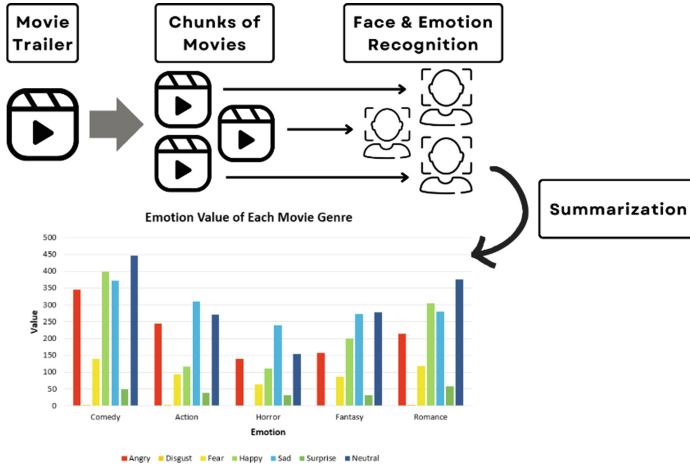 Movie
Trailer
Chunks of
Movies
Face & Emotion
Recognition
Summarization
Emotion Value of Each Movie Genre
500
450
400
350
300
250
200
150
100
50
0
Value
Comedy
Action
Horror
Fantasy
Romance
Emotion
Angry
Disgust
Fear
Happy
Sad
Surprise
Neutral